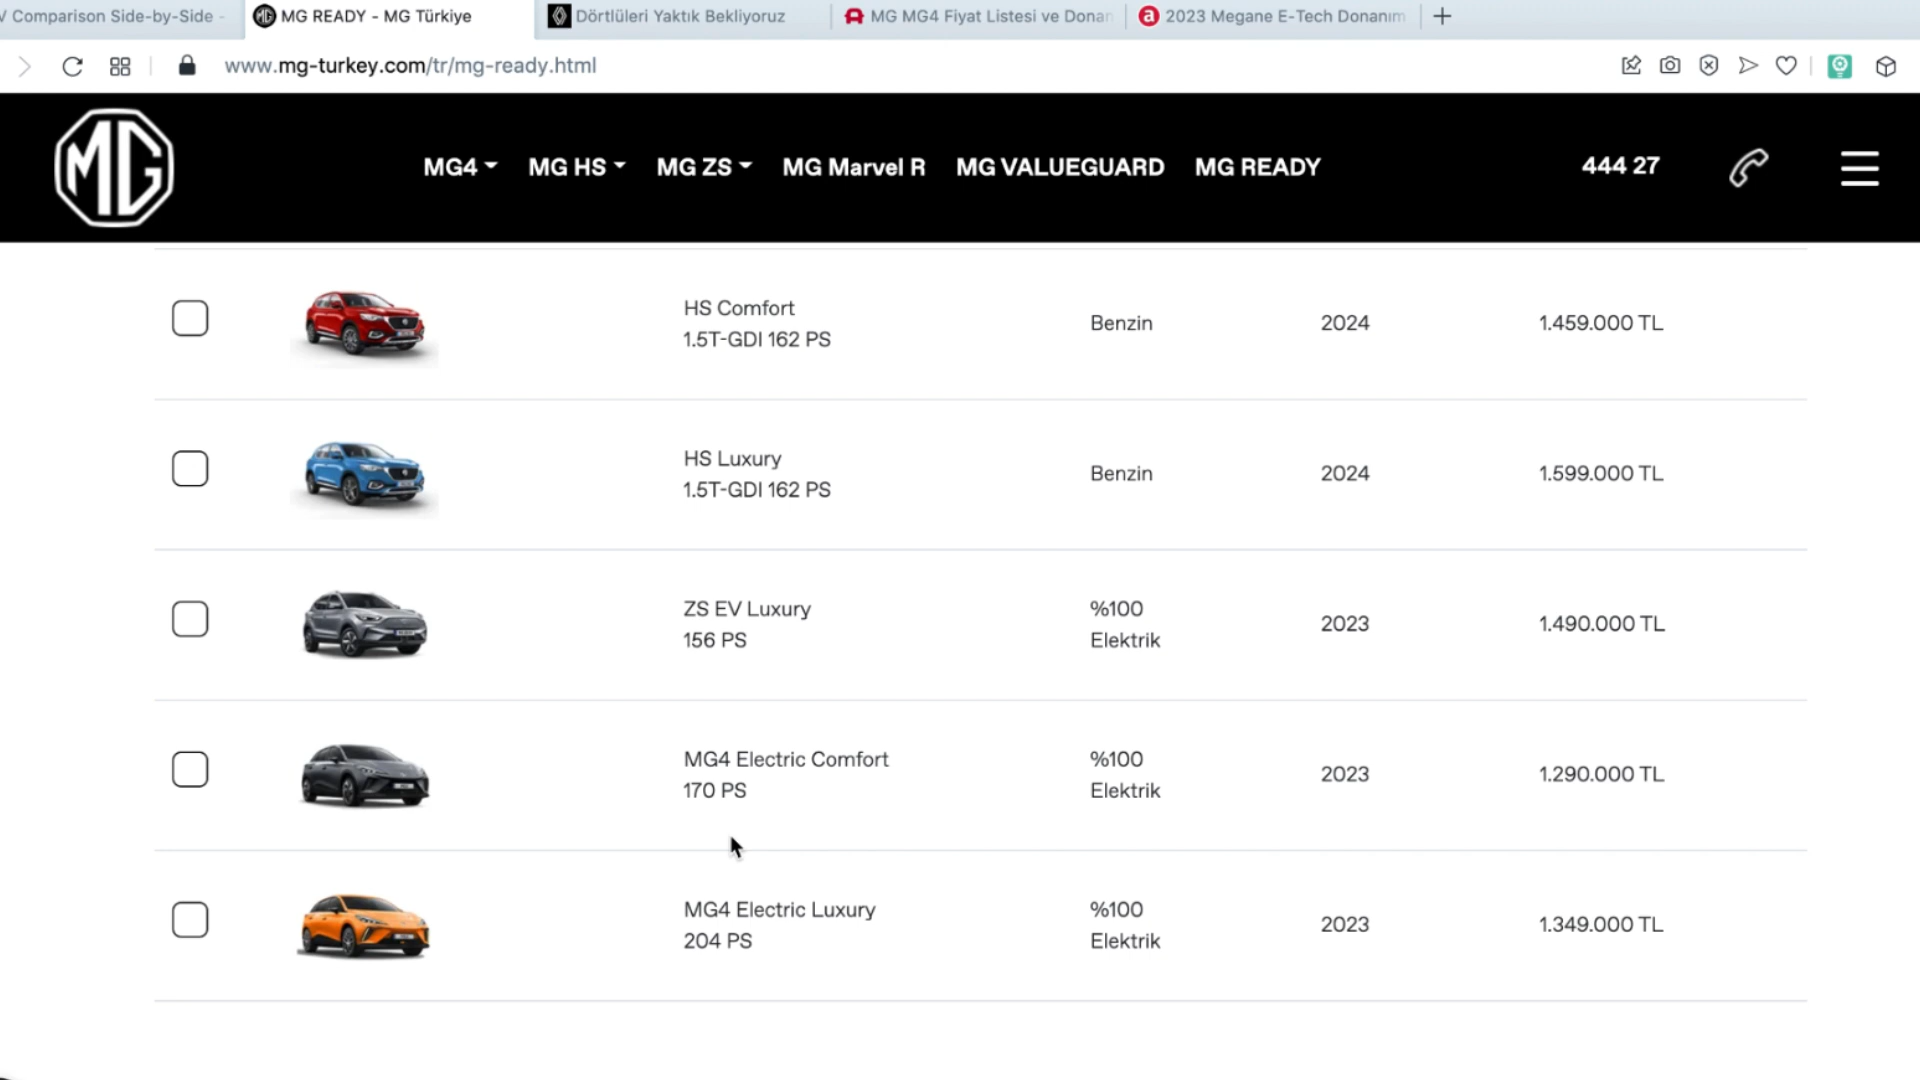 V Comparison Side-by-Side -
MG READY - MG Türkiye
Dörtlüleri Yaktık Bekliyoruz
MG MG4 Fiyat Listesi ve Donan
2023 Megane E-Tech Donanım
www.mg-turkey.com/tr/mg-ready.html
MG
MG4
MG HS
MG ZS
MG Marvel R
MG VALUEGUARD
MG READY
444 27
HS Comfort
1.5T-GDI 162 PS
Benzin
2024
1.459.000 TL
HS Luxury
1.5T-GDI 162 PS
Benzin
2024
1.599.000 TL
ZS EV Luxury
156 PS
%100
Elektrik
2023
1.490.000 TL
MG4 Electric Comfort
170 PS
%100
Elektrik
2023
1.290.000 TL
MG4 Electric Luxury
204 PS
%100
Elektrik
2023
1.349.000 TL